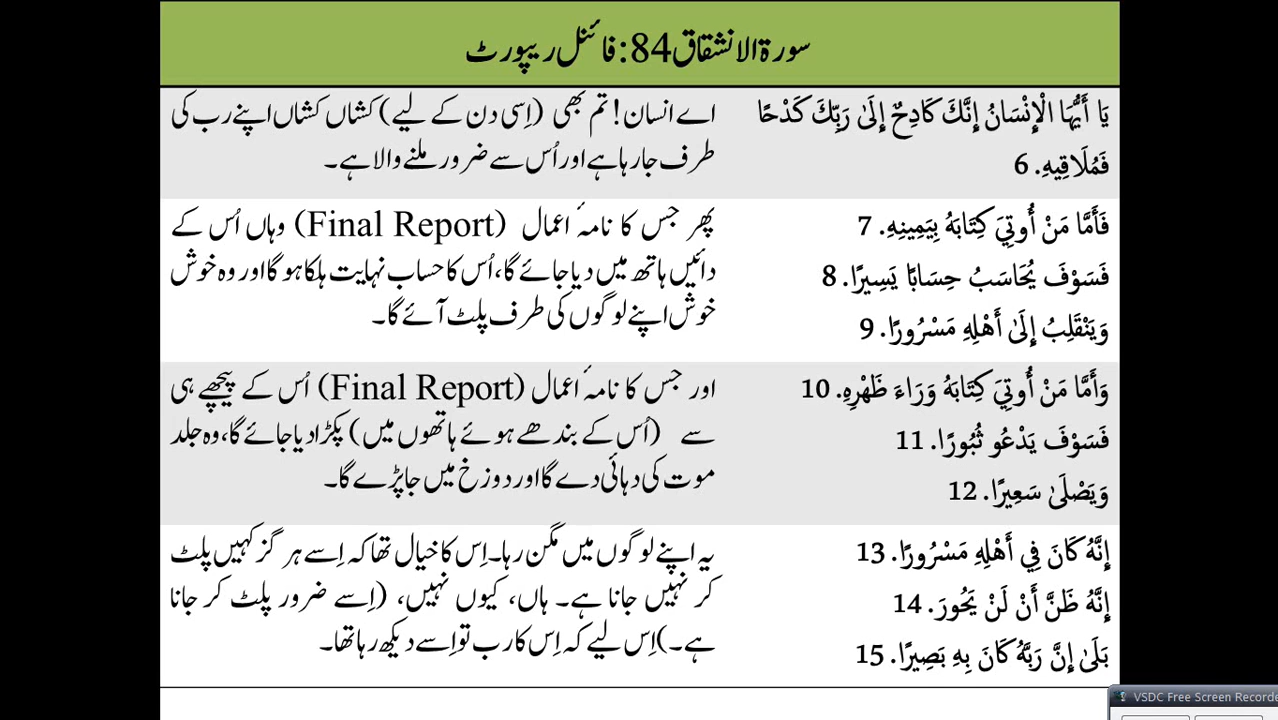 سورۃ الانشقاق 84: فائنل ریپورٹ
يَا أَيُّهَا الْإِنْسَانُ إِنَّكَ كَادِحٌ إِلَىٰ رَبِّكَ كَدْحًا
فَمُلَاقِيهِ. 6
اے انسان! تم بھی (اِسی دن کے لیے) کشاں کشاں اپنے رب کی
طرف جا رہا ہے اور اُس سے ضرور ملنے والا ہے۔
فَأَمَّا مَنْ أُوتِيَ كِتَابَهُ بِيَمِينِهِ. 7
فَسَوْفَ يُحَاسَبُ حِسَابًا يَسِيرًا. 8
وَيَنْقَلِبُ إِلَىٰ أَهْلِهِ مَسْرُورًا. 9
پھر جس کا نامہٴ اعمال (Final Report) وہاں اُس کے
دائیں ہاتھ میں دیا جائے گا، اُس کا حساب نہایت ہلکا ہو گا اور وہ خوش
خوش اپنے لوگوں کی طرف پلٹ آئے گا۔
وَأَمَّا مَنْ أُوتِيَ كِتَابَهُ وَرَاءَ ظَهْرِهِ. 10
فَسَوْفَ يَدْعُو ثُبُورًا. 11
وَيَصْلَىٰ سَعِيرًا. 12
اور جس کا نامہٴ اعمال (Final Report) اُس کے پیچھے ہی
سے (اُس کے بندھے ہوئے ہاتھوں میں) پکڑا دیا جائے گا، وہ جلد
موت کی دہائی دے گا اور دوزخ میں جا پڑے گا۔
إِنَّهُ كَانَ فِي أَهْلِهِ مَسْرُورًا. 13
إِنَّهُ ظَنَّ أَنْ لَنْ يَحُورَ. 14
بَلَىٰ إِنَّ رَبَّهُ كَانَ بِهِ بَصِيرًا. 15
یہ اپنے لوگوں میں مگن رہا۔ اِس کا خیال تھا کہ اِسے ہرگز کہیں پلٹ
کر نہیں جانا ہے۔ ہاں، کیوں نہیں، (اِسے ضرور پلٹ کر جانا
ہے۔) اِس لیے کہ اِس کا رب تو اِسے دیکھ رہا تھا۔
VSDC Free Screen Recorde